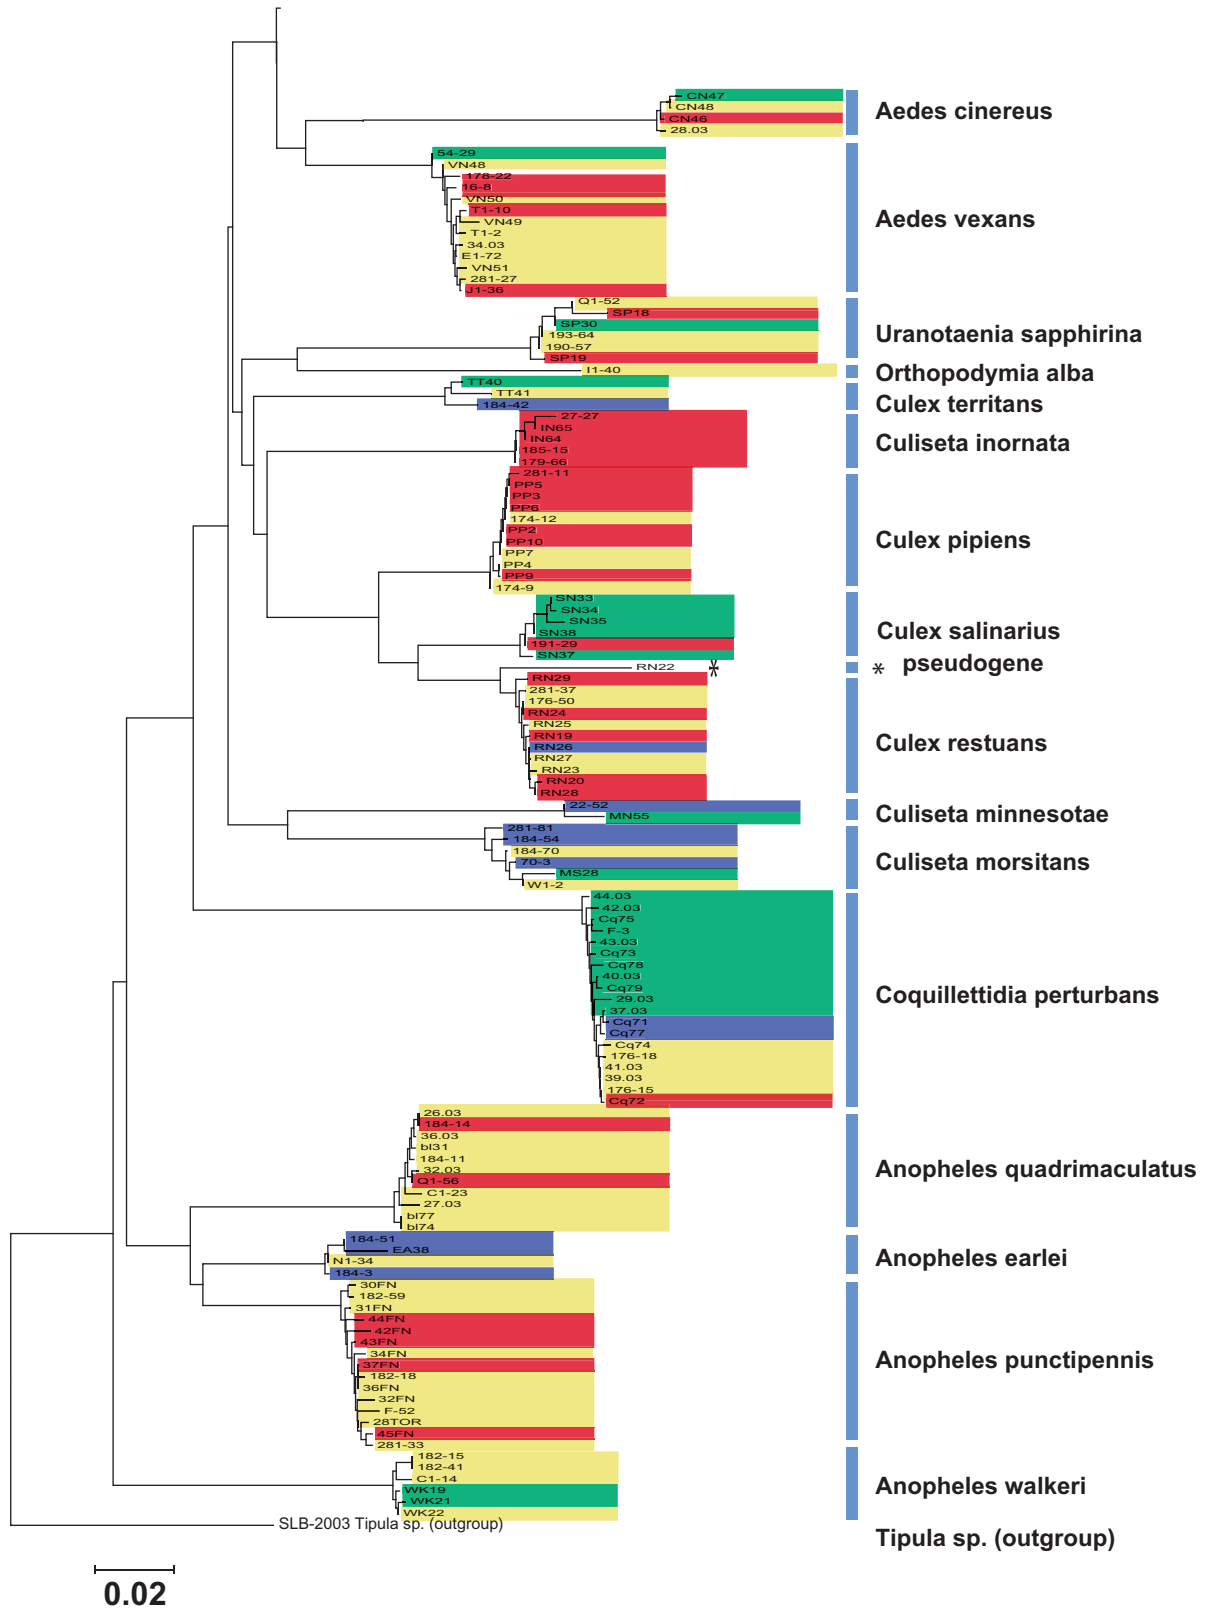 CN47
CN48
CN46
28.03
Aedes cinereus
54-29
VN48
178-22
16-8
VN50
T1-10
VN49
T1-2
34.03
E1-72
VN51
281-27
J1-36
Aedes vexans
Q1-52
SP18
SP30
193-64
190-57
SP19
Uranotaenia sapphirina
I1-40
Orthopodymia alba
TT40
TT41
184-42
Culex territans
27-27
IN65
IN64
185-15
179-66
Culiseta inornata
281-11
PP5
PP3
PP6
174-12
PP2
PP10
PP7
PP4
PP9
174-9
Culex pipiens
SN33
SN34
SN35
SN38
191-29
SN37
Culex salinarius
RN22 *
* pseudogene
RN29
281-37
176-50
RN24
RN25
RN19
RN26
RN27
RN23
RN20
RN28
Culex restuans
22-52
MN55
Culiseta minnesotae
281-81
184-54
184-70
70-3
MS28
W1-2
Culiseta morsitans
44.03
42.03
Cq75
F-3
43.03
Cq73
Cq78
40.03
Cq79
29.03
37.03
Cq71
Cq77
Cq74
176-18
41.03
39.03
176-15
Cq72
Coquillettidia perturbans
26.03
184-14
36.03
bl31
184-11
32.03
Q1-56
C1-23
27.03
bl77
bl74
Anopheles quadrimaculatus
184-51
EA38
N1-34
184-3
Anopheles earlei
30FN
182-59
31FN
44FN
42FN
43FN
34FN
37FN
182-18
36FN
32FN
F-52
28TOR
45FN
281-33
Anopheles punctipennis
182-15
182-41
C1-14
WK19
WK21
WK22
Anopheles walkeri
SLB-2003 Tipula sp. (outgroup)
Tipula sp. (outgroup)
0.02